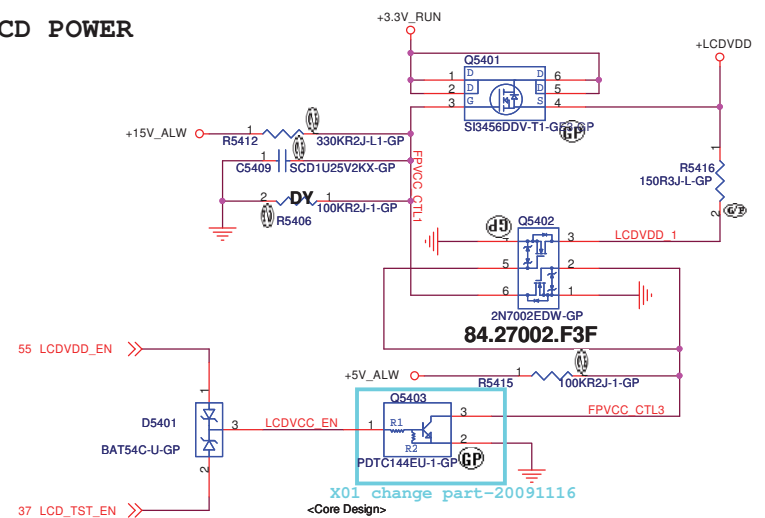 CD POWER
+3.3V_RUN
+LCDVDD
Q5401
1 D D 6
2 D D 5
3 G S 4
SI3456DDV-T1-GE3-GP
GP
+15V_ALW
1
R5412
330KR2J-L1-GP
1
C5409
SCD1U25V2KX-GP
2
DY
100KR2J-1-GP
R5406
FPVCC_CTL1
1
R5416
150R3J-L-GP
2
GP
Q5402
3
LCDVDD_1
5
2
6
1
2N7002EDW-GP
84.27002.F3F
55 LCDVDD_EN
+5V_ALW
1
R5415
100KR2J-1-GP
Q5403
1
D5401
BAT54C-U-GP
3
LCDVCC_EN
1
R1
R2
3
FPVCC_CTL3
2
PDTC144EU-1-GP
GP
2
X01 change part-20091116
37 LCD_TST_EN
<Core Design>